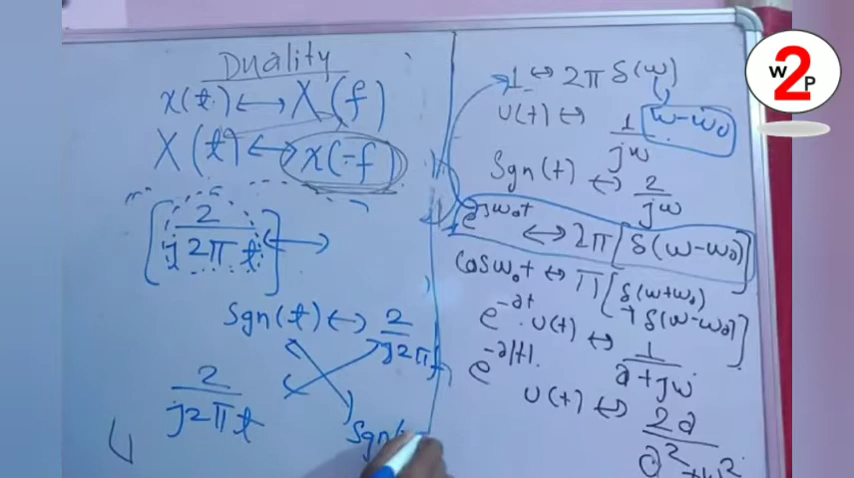 Duality
x(t) ↔ X(f)
X(t) ↔ x(-f)
[2/(j2πt)] ↔
Sgn(t) ↔ 2/(j2πf)
2/(j2πt)
Sgn(
1 ↔ 2π δ(ω)
ω-ω₀
U(t) ↔ 1/(jω)
Sgn(t) ↔ 2/(jω)
e^(jω₀t) ↔ 2π[δ(ω-ω₀)]
Cosω₀t ↔ π[δ(ω+ω₀)
+δ(ω-ω₀)]
e^(-at).U(t) ↔ 1/(a+jω)
e^(-a|t|).
U(t) ↔ 2a/(a²+ω²)
W2P